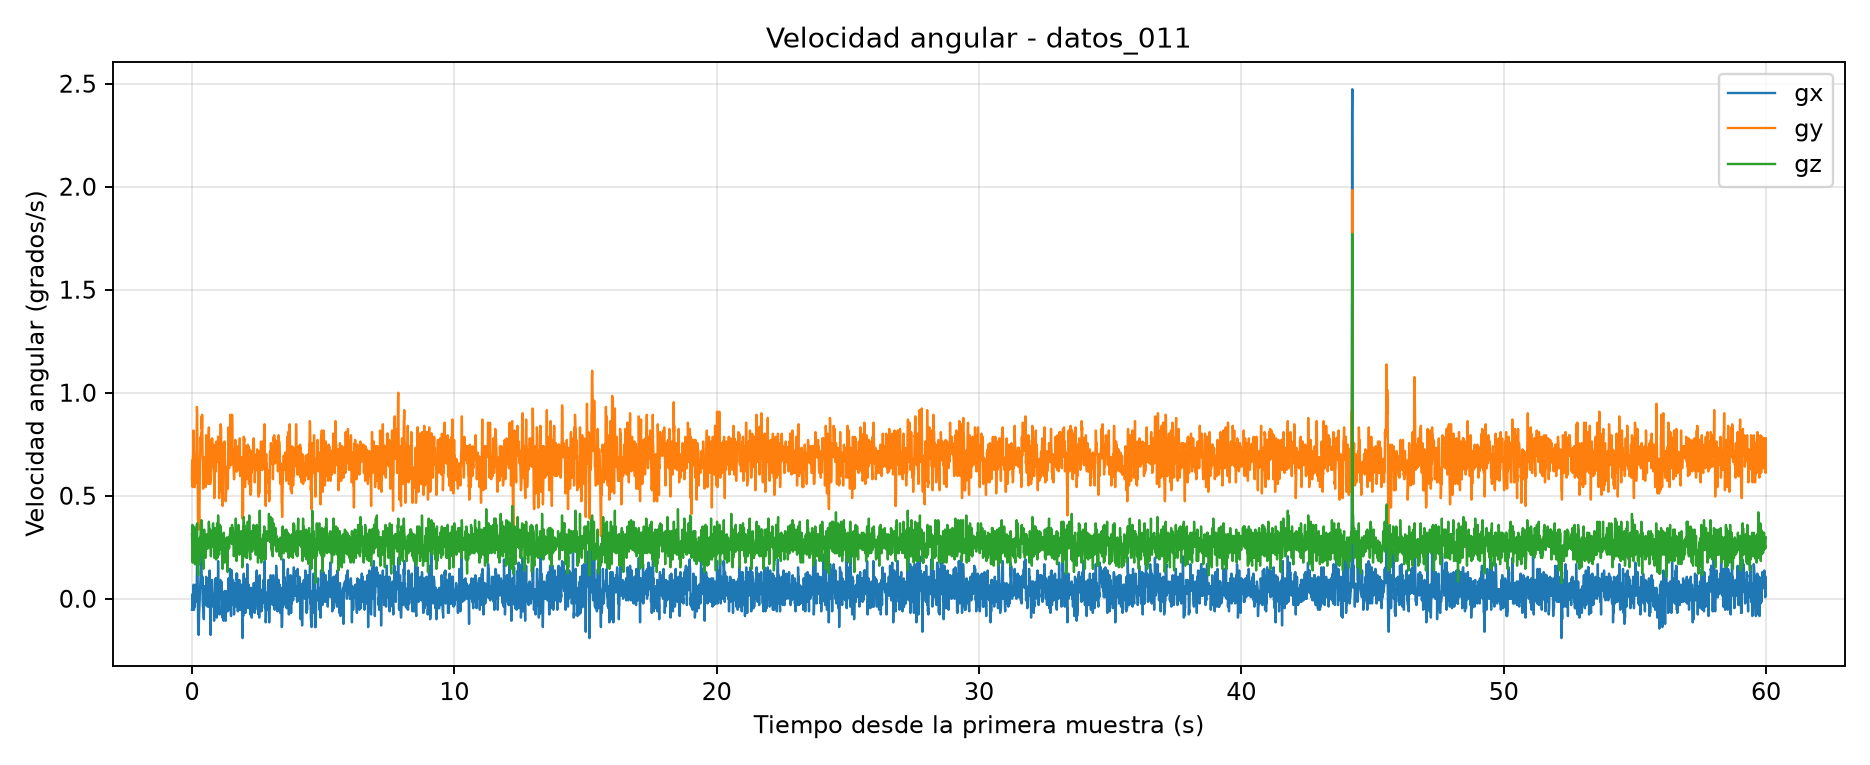 Velocidad angular - datos_011
gx
gy
gz
Velocidad angular (grados/s)
2.5
2.0
1.5
1.0
0.5
0.0
0 10 20 30 40 50 60
Tiempo desde la primera muestra (s)